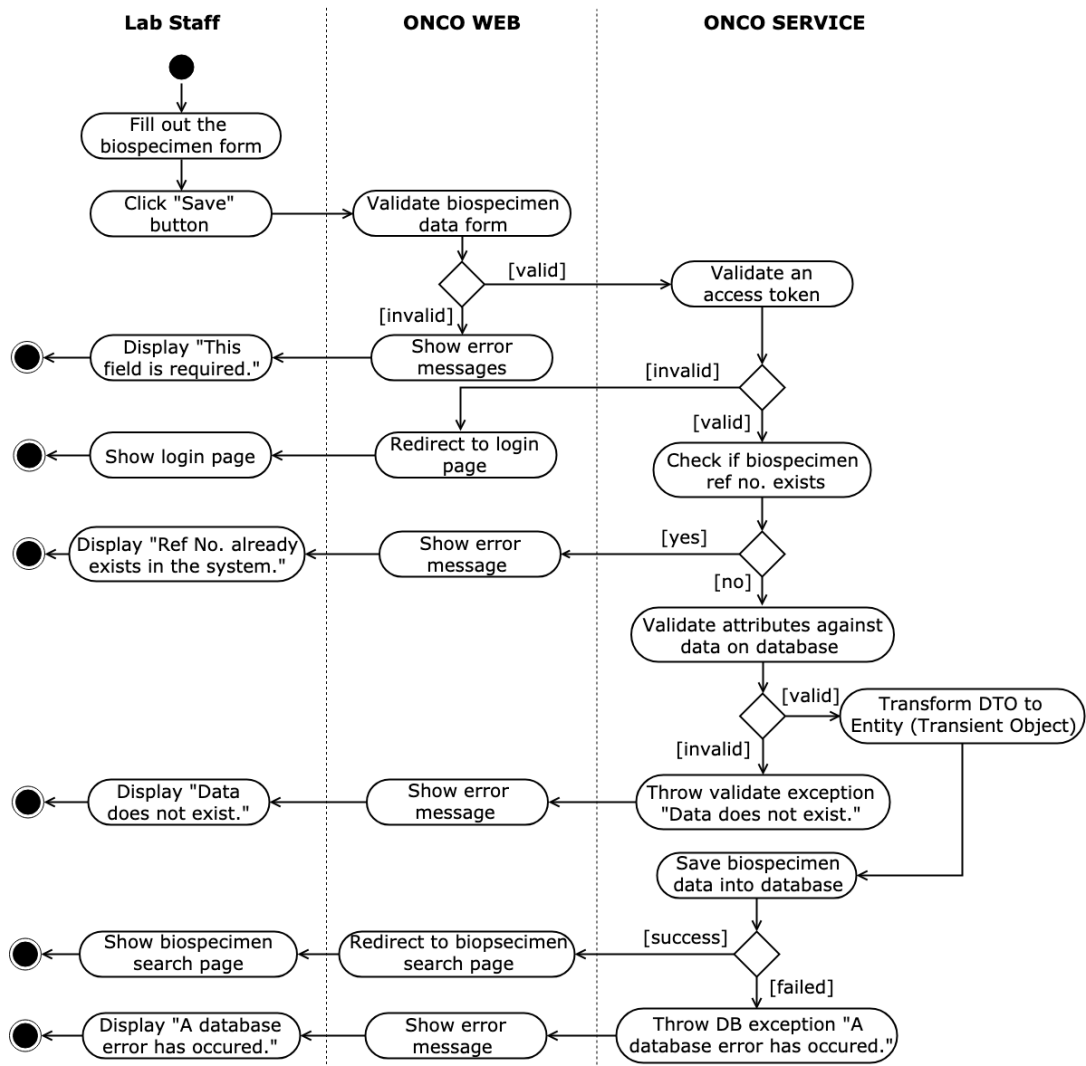 Lab Staff
ONCO WEB
ONCO SERVICE
Fill out the
biospecimen form
Click "Save"
button
Validate biospecimen
data form
[valid]
Validate an
access token
[invalid]
Display "This
field is required."
Show error
messages
[invalid]
[valid]
Show login page
Redirect to login
page
Check if biospecimen
ref no. exists
Display "Ref No. already
exists in the system."
Show error
message
[yes]
[no]
Validate attributes against
data on database
[valid]
Transform DTO to
Entity (Transient Object)
[invalid]
Display "Data
does not exist."
Show error
message
Throw validate exception
"Data does not exist."
Save biospecimen
data into database
[success]
Show biospecimen
search page
Redirect to biopsecimen
search page
[failed]
Display "A database
error has occured."
Show error
message
Throw DB exception "A
database error has occured."